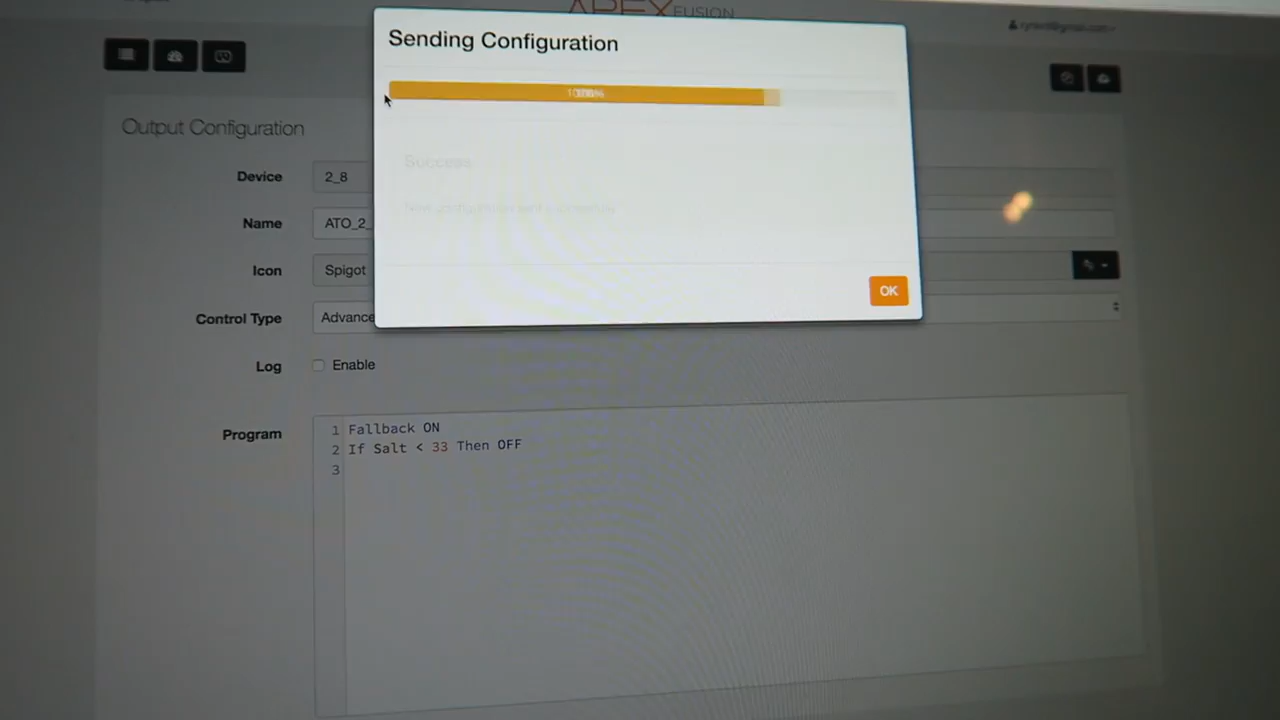 APEX FUSION
Sending Configuration
Output Configuration
Success
Device 2_8
Name ATO_2_
Icon Spigot
OK
Control Type Advance
Log Enable
Program
1 Fallback ON
2 If Salt < 33 Then OFF
3